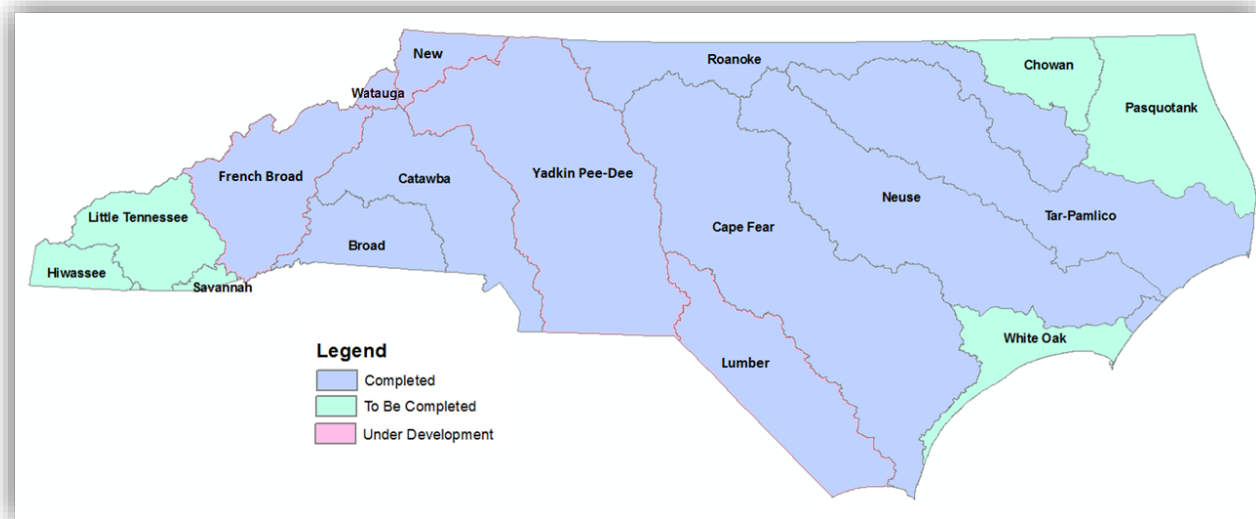 New
Roanoke
Chowan
Watauga
Pasquotank
French Broad
Catawba
Yadkin Pee-Dee
Neuse
Little Tennessee
Tar-Pamlico
Cape Fear
Broad
Hiwassee
Savannah
White Oak
Lumber
Legend
Completed
To Be Completed
Under Development